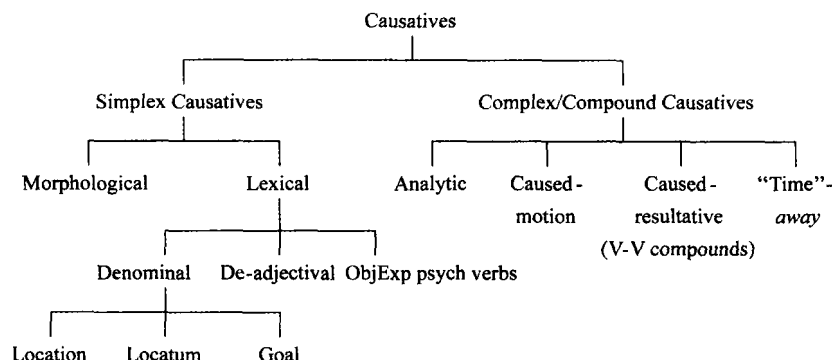 Causatives
Simplex Causatives Complex/Compound Causatives
Morphological Lexical Analytic Caused- Caused- “Time”-
motion resultative away
(V-V compounds)
Denominal De-adjectival ObjExp psych verbs
Location Locatum Goal